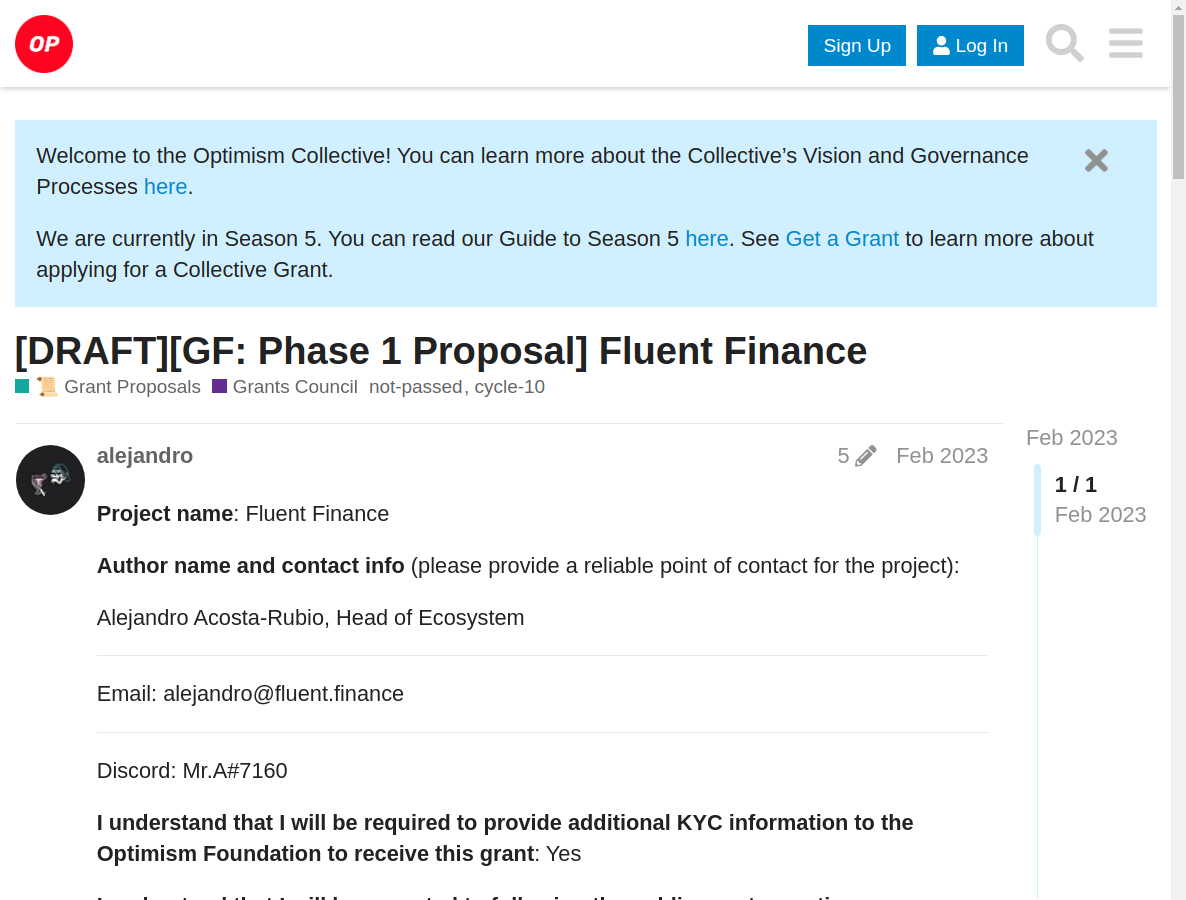 OP
Sign Up
Log In
Welcome to the Optimism Collective! You can learn more about the Collective’s Vision and Governance
Processes here.
We are currently in Season 5. You can read our Guide to Season 5 here. See Get a Grant to learn more about
applying for a Collective Grant.
[DRAFT][GF: Phase 1 Proposal] Fluent Finance
Grant Proposals Grants Council not-passed, cycle-10
alejandro 5 Feb 2023
Feb 2023
1 / 1
Feb 2023
Project name: Fluent Finance
Author name and contact info (please provide a reliable point of contact for the project):
Alejandro Acosta-Rubio, Head of Ecosystem
Email: alejandro@fluent.finance
Discord: Mr.A#7160
I understand that I will be required to provide additional KYC information to the
Optimism Foundation to receive this grant: Yes